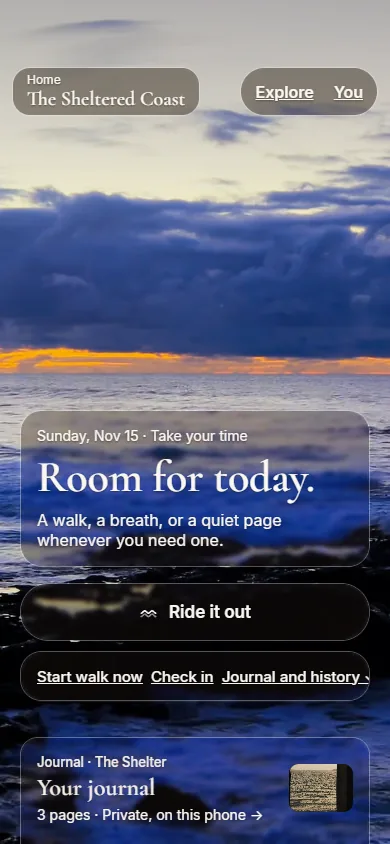 Home
The Sheltered Coast
Explore You
Sunday, Nov 15 · Take your time
Room for today.
A walk, a breath, or a quiet page
whenever you need one.
Ride it out
Start walk now Check in Journal and history
Journal · The Shelter
Your journal
3 pages · Private, on this phone →